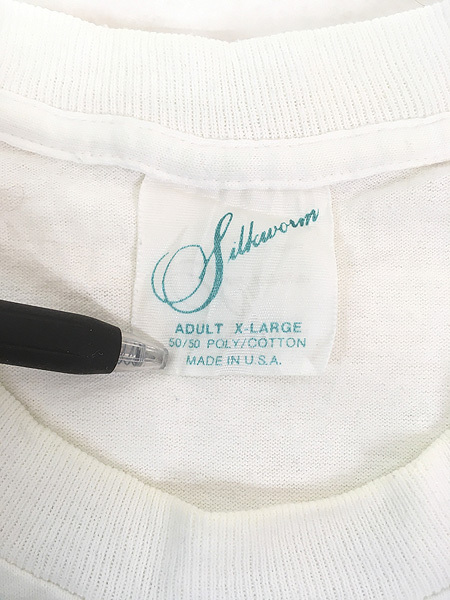 Silkworm
ADULT X-LARGE
50/50 POLY/COTTON
MADE IN U.S.A.